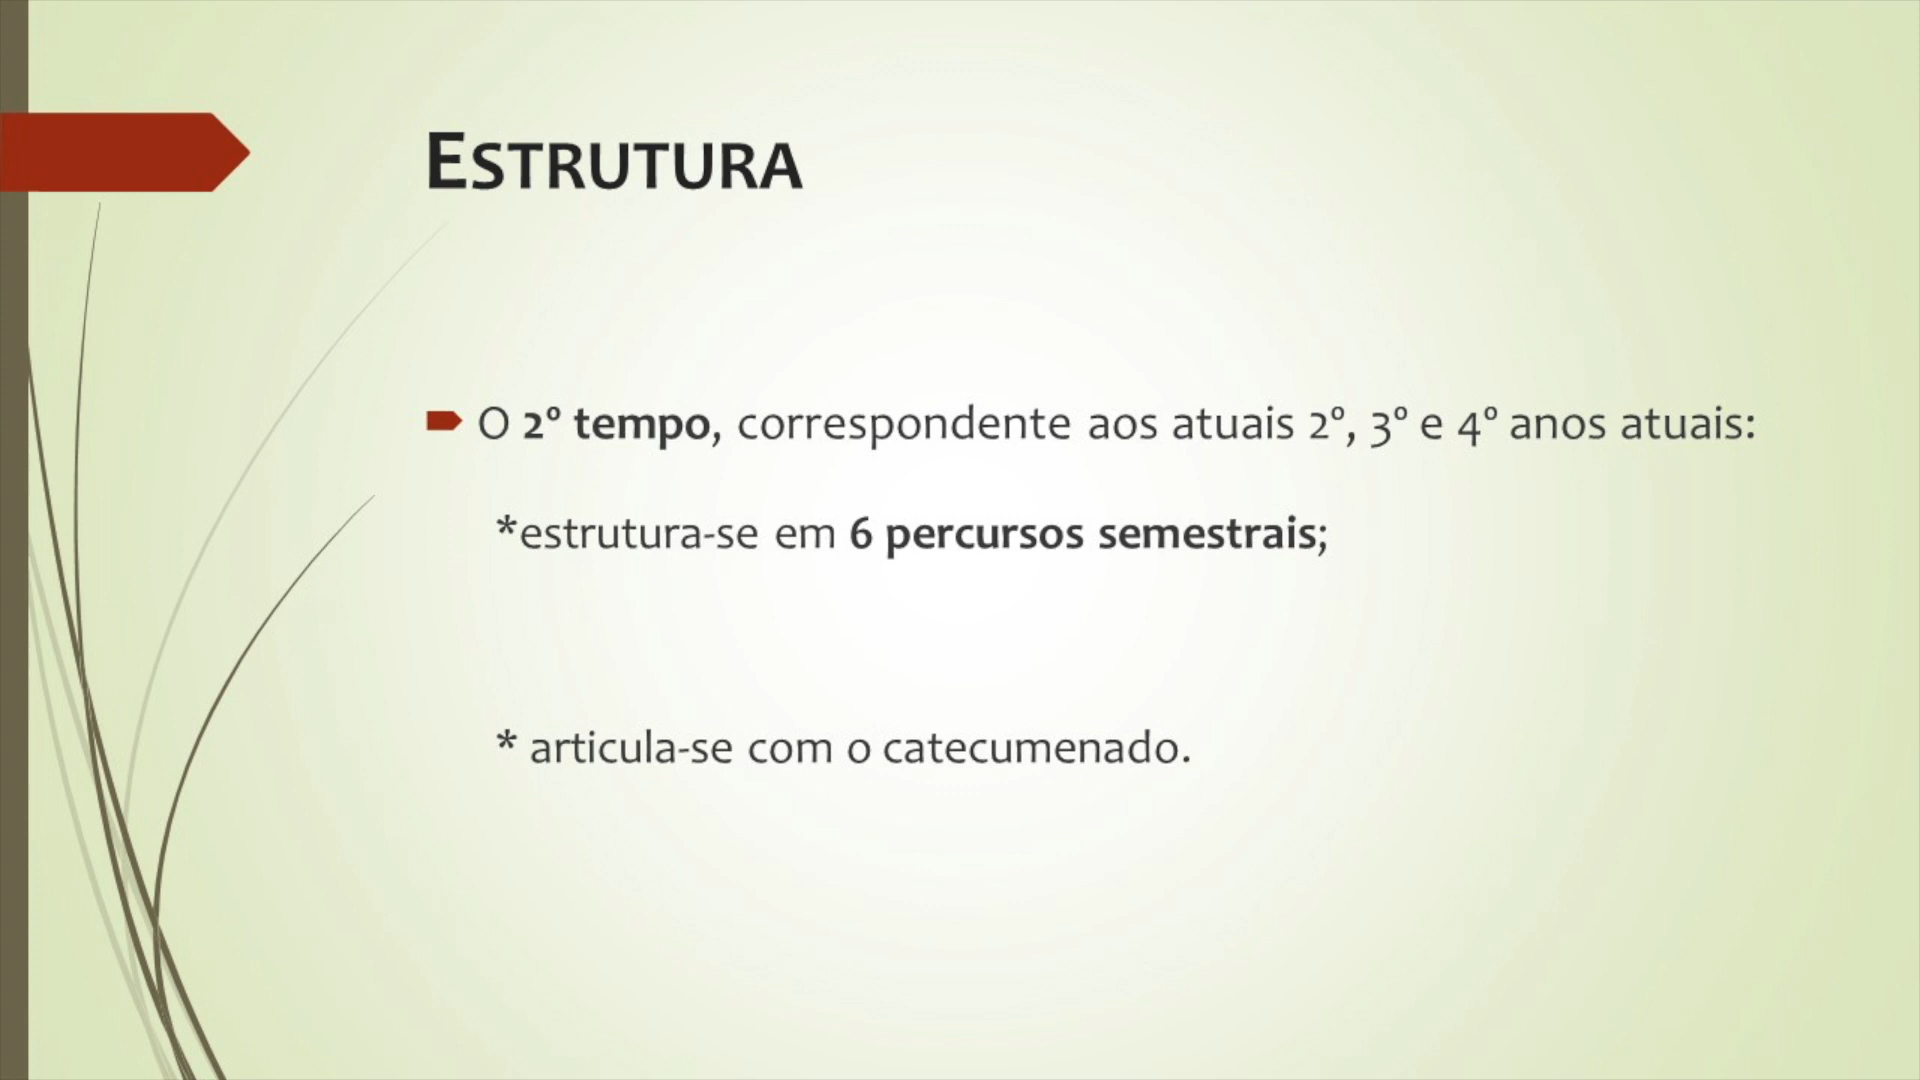 ESTRUTURA
O 2º tempo, correspondente aos atuais 2º, 3º e 4º anos atuais:
*estrutura-se em 6 percursos semestrais;
* articula-se com o catecumenado.